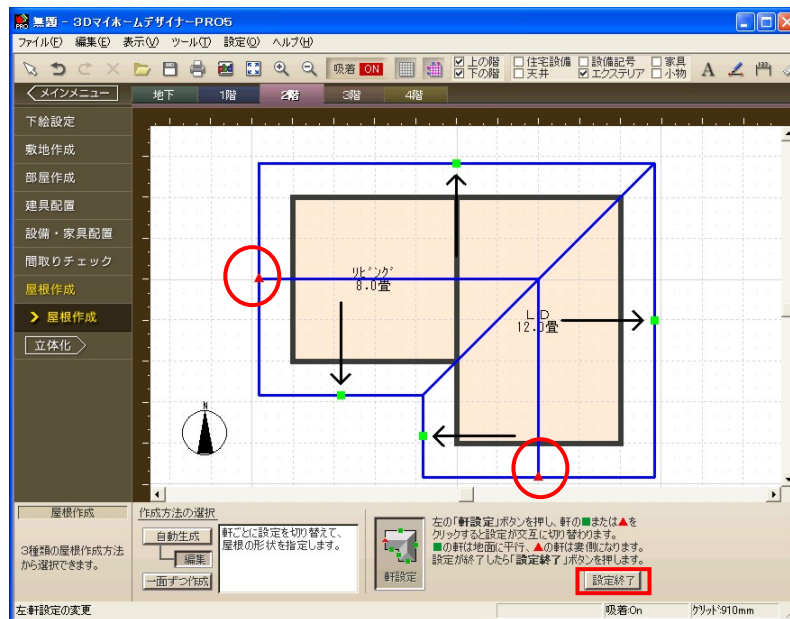 無題 - 3DマイホームデザイナーPRO5
ファイル(F) 編集(E) 表示(V) ツール(T) 設定(O) ヘルプ(H)
吸着 ON
上の階 住宅設備 設備記号 家具
下の階 天井 エクステリア 小物
A
メインメニュー
地下 1階 2階 3階 4階
下絵設定
敷地作成
部屋作成
建具配置
設備・家具配置
間取りチェック
屋根作成
屋根作成
立体化
リビング
8.0畳
LD
12.0畳
N
屋根作成
3種類の屋根作成方法
から選択できます。
作成方法の選択
自動生成
編集
一面ずつ作成
軒ごとに設定を切り替えて、
屋根の形状を指定します。
軒設定
左の「軒設定」ボタンを押し、軒の■または▲を
クリックすると設定が交互に切り替わります。
■の軒は地面に平行、▲の軒は妻側になります。
設定が終了したら「設定終了」ボタンを押します。
設定終了
左軒設定の変更
吸着:On
グリッド:910mm